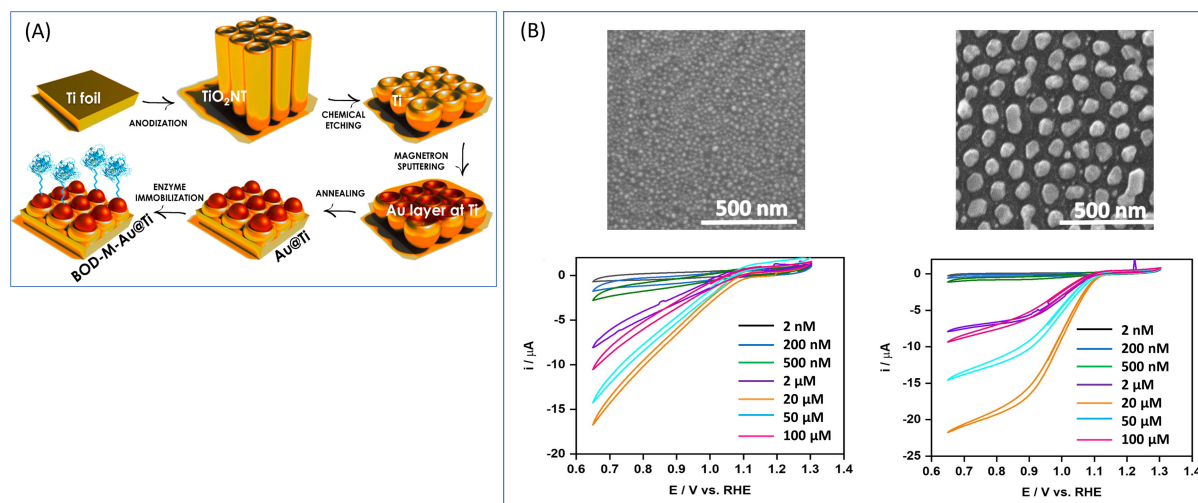 (A)
Ti foil
ANODIZATION
TiO2NT
CHEMICAL
ETCHING
Ti
MAGNETRON
SPUTTERING
Au layer at Ti
ANNEALING
Au@Ti
ENZYME
IMMOBILIZATION
BOD-M-Au@Ti
(B)
500 nm
500 nm
0
-5
-10
-15
-20
i / μA
0.6 0.7 0.8 0.9 1.0 1.1 1.2 1.3 1.4
E / V vs. RHE
2 nM
200 nM
500 nM
2 μM
20 μM
50 μM
100 μM
0
-5
-10
-15
-20
-25
i / μA
0.6 0.7 0.8 0.9 1.0 1.1 1.2 1.3 1.4
E / V vs. RHE
2 nM
200 nM
500 nM
2 μM
20 μM
50 μM
100 μM